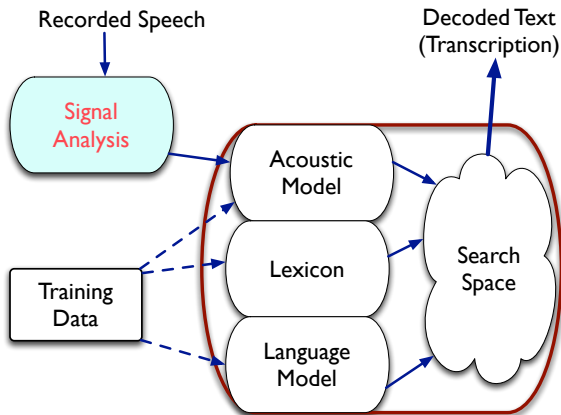 Recorded Speech
Decoded Text
(Transcription)
Signal
Analysis
Acoustic
Model
Lexicon
Search
Space
Training
Data
Language
Model